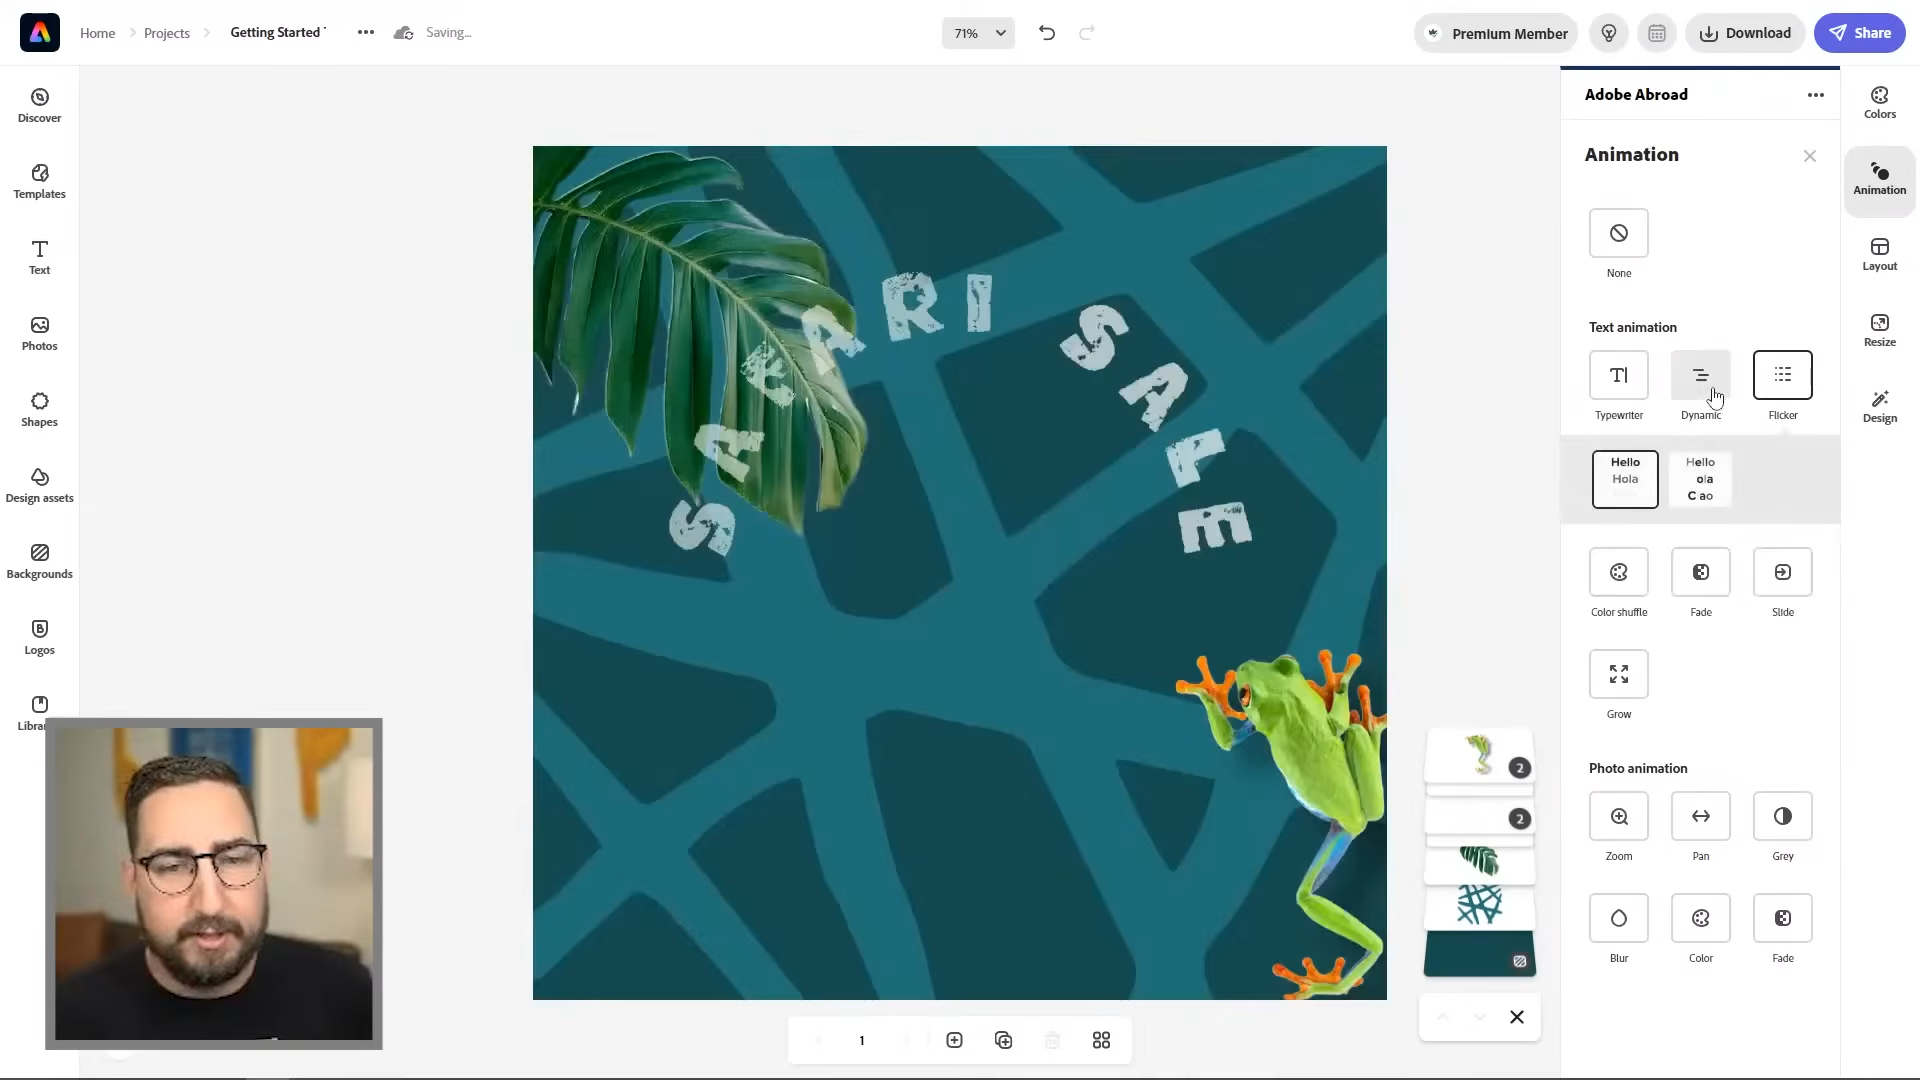 Home
Projects
Getting Started
Saving...
71%
Premium Member
Download
Share
Discover
Templates
Text
Photos
Shapes
Design assets
Backgrounds
Logos
SAFARI SALE
2
2
1
Adobe Abroad
Animation
None
Text animation
Typewriter
Dynamic
Flicker
Hello
Hola
Hello
ola
C ao
Color shuffle
Fade
Slide
Grow
Photo animation
Zoom
Pan
Grey
Blur
Color
Fade
Colors
Animation
Layout
Resize
Design